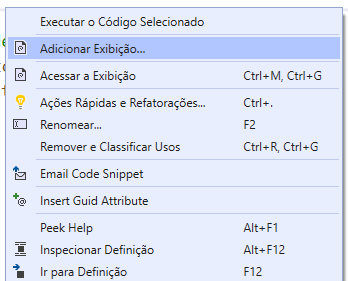 Executar o Código Selecionado
Adicionar Exibição...
Acessar a Exibição Ctrl+M, Ctrl+G
Ações Rápidas e Refatorações... Ctrl+.
Renomear... F2
Remover e Classificar Usos Ctrl+R, Ctrl+G
Email Code Snippet
Insert Guid Attribute
Peek Help Alt+F1
Inspecionar Definição Alt+F12
Ir para Definição F12